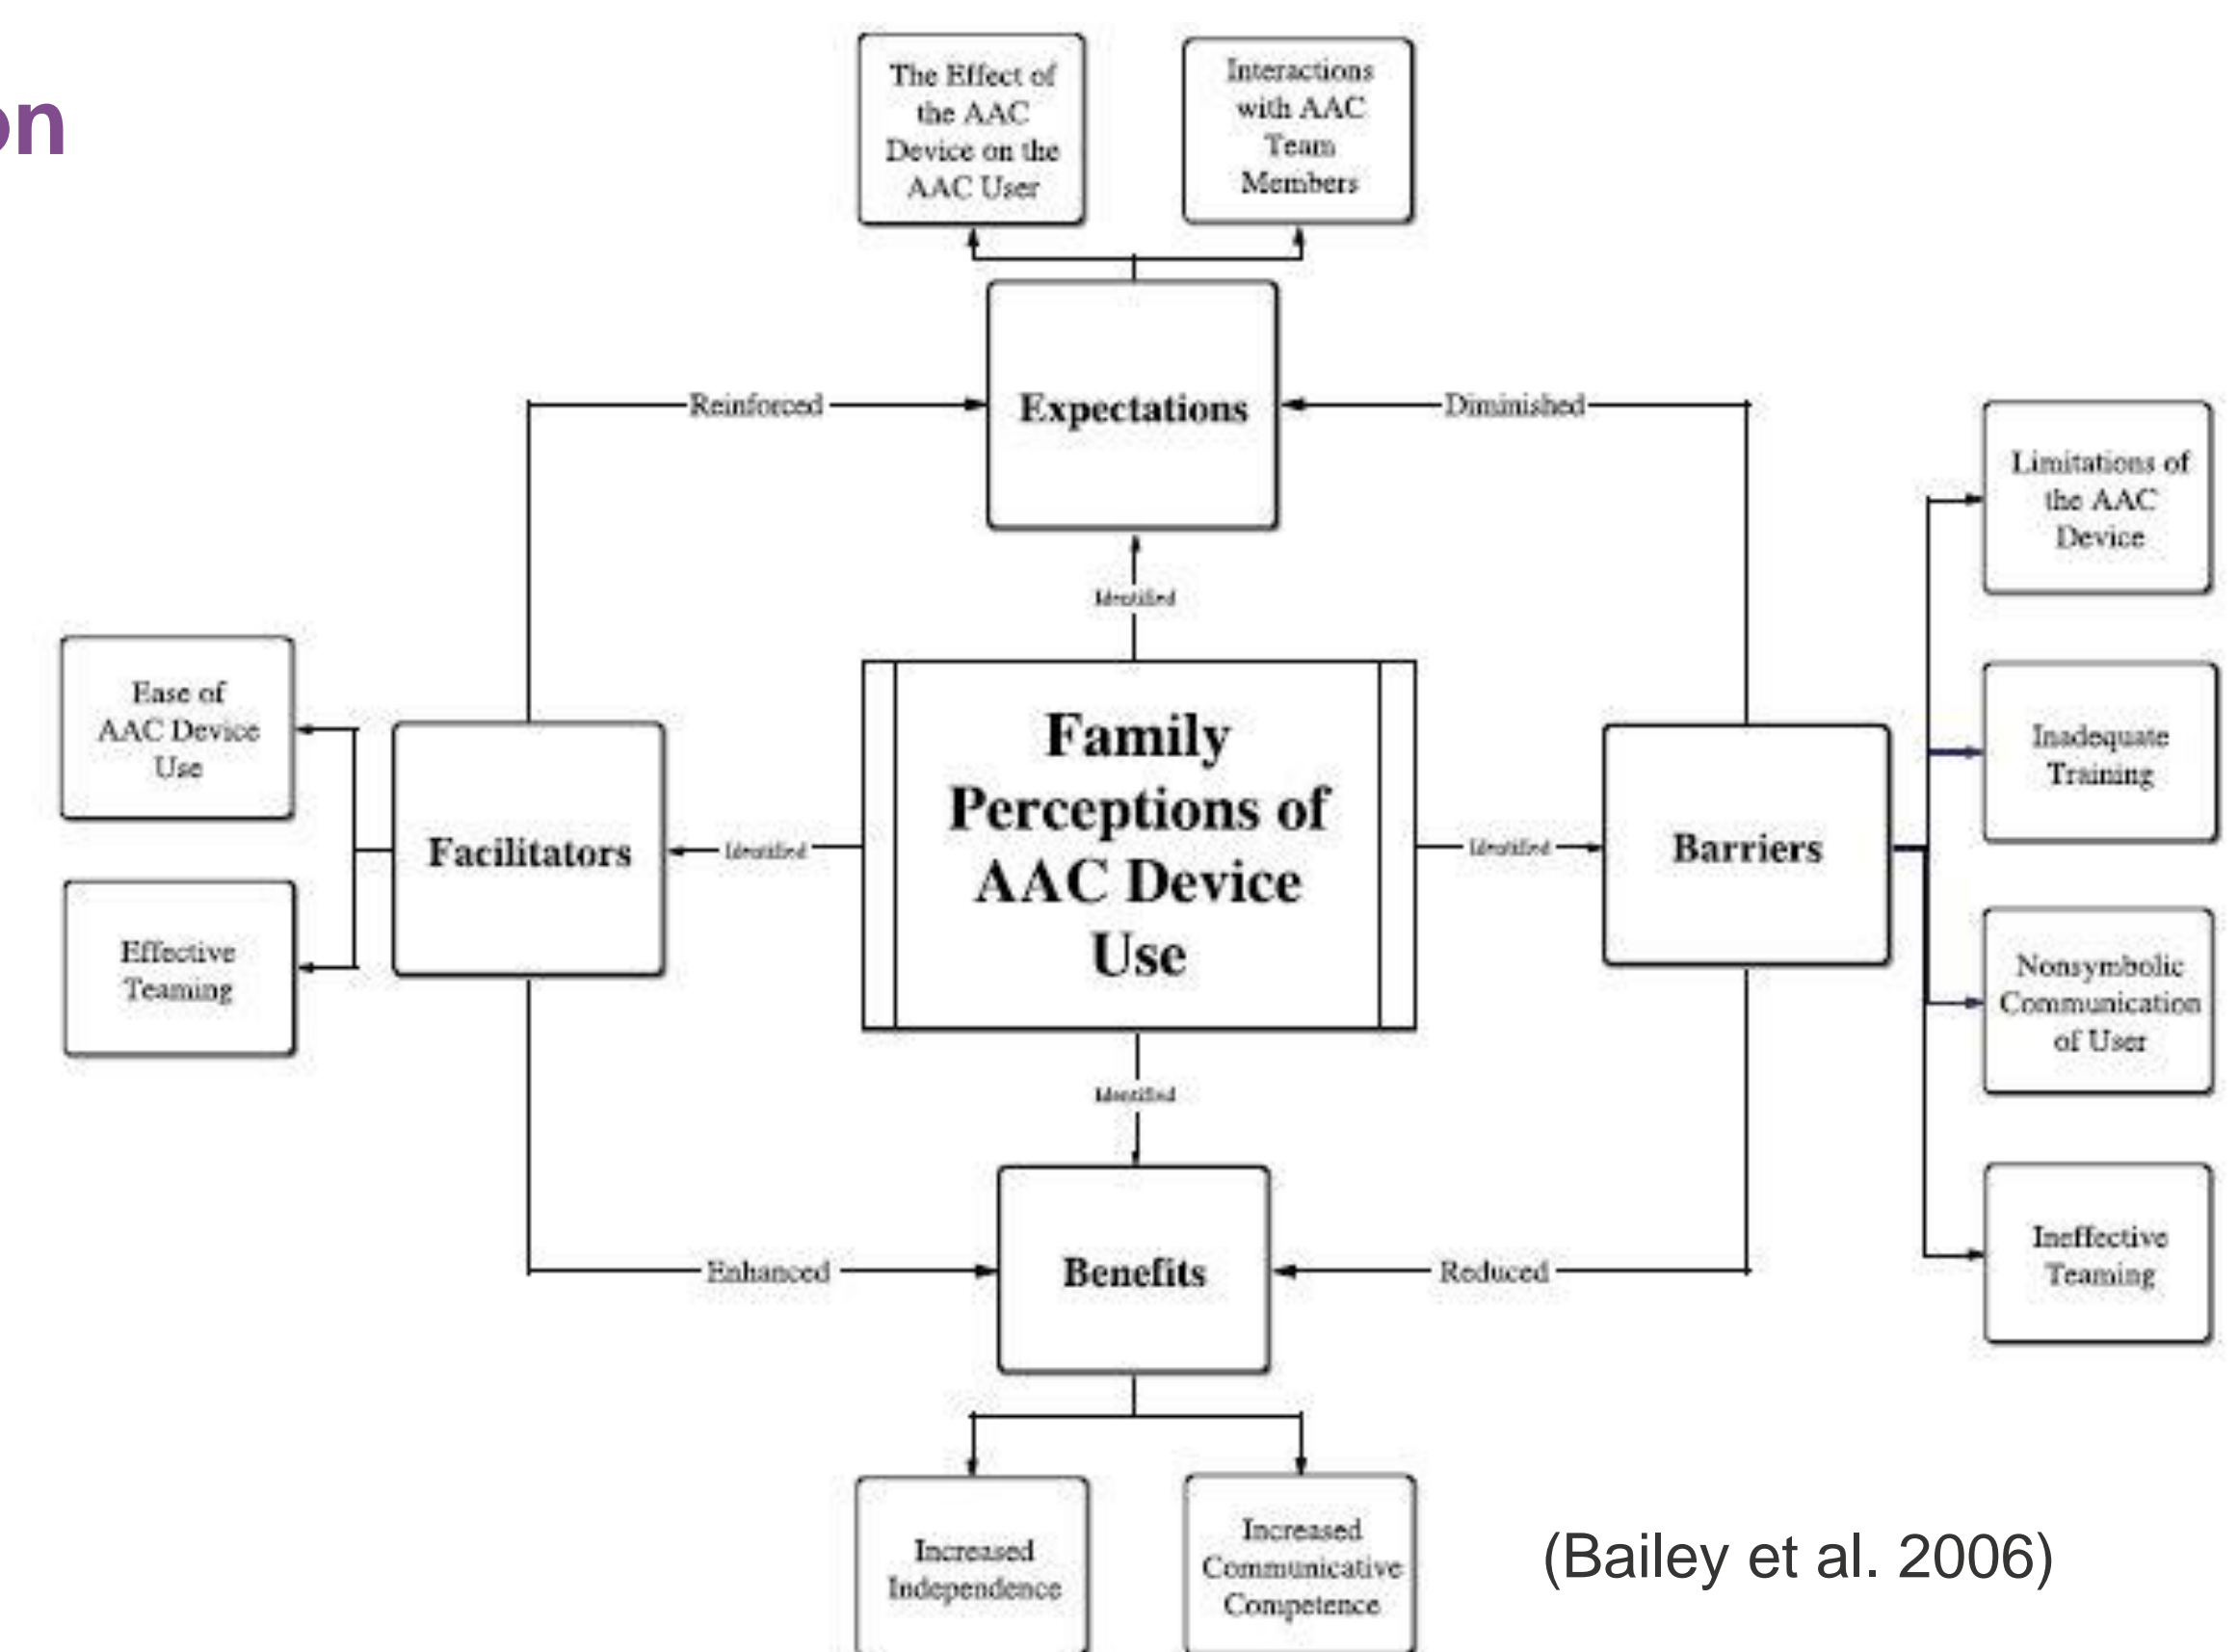 on
The Effect of
the AAC
Device on the
AAC User
Interactions
with AAC
Team
Members
Reinforced
Expectations
Diminished
Limitations of
the AAC
Device
Identified
Ease of
AAC Device
Use
Family
Perceptions of
AAC Device
Use
Inadequate
Training
Facilitators
Identified
Identified
Barriers
Effective
Teaming
Nonsymbolic
Communication
of User
Identified
Enhanced
Benefits
Reduced
Ineffective
Teaming
Increased
Independence
Increased
Communicative
Competence
(Bailey et al. 2006)